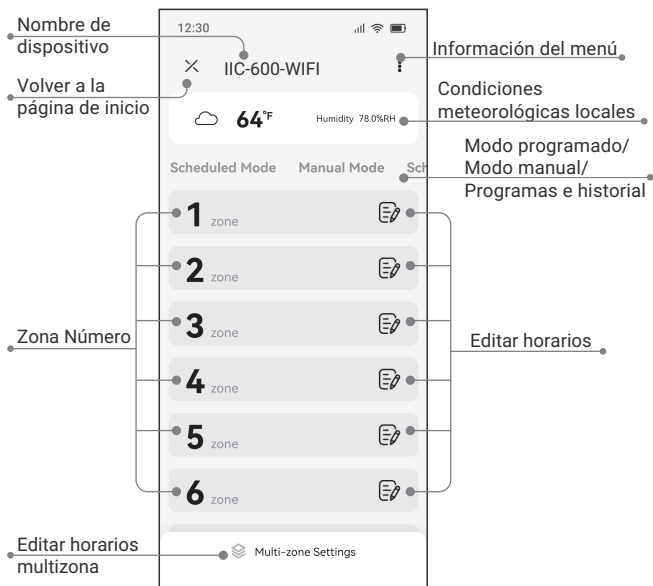 Nombre de
dispositivo
Volver a la
página de inicio
Zona Número
Editar horarios
multizona
12:30
IIC-600-WIFI
64°F
Humidity 78.0%RH
Scheduled Mode Manual Mode Sch
1 zone
2 zone
3 zone
4 zone
5 zone
6 zone
Multi-zone Settings
Información del menú
Condiciones
meteorológicas locales
Modo programado/
Modo manual/
Programas e historial
Editar horarios